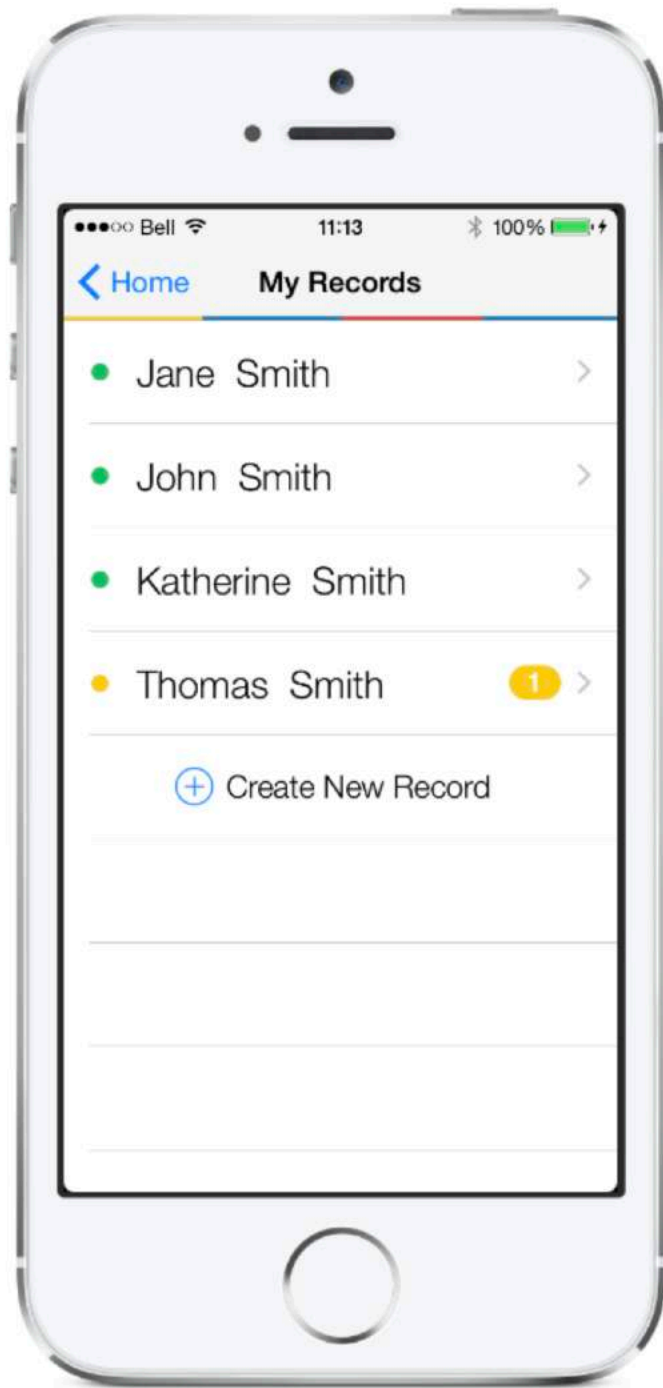 Bell 11:13 100%
Home My Records
Jane Smith
John Smith
Katherine Smith
Thomas Smith 1
Create New Record